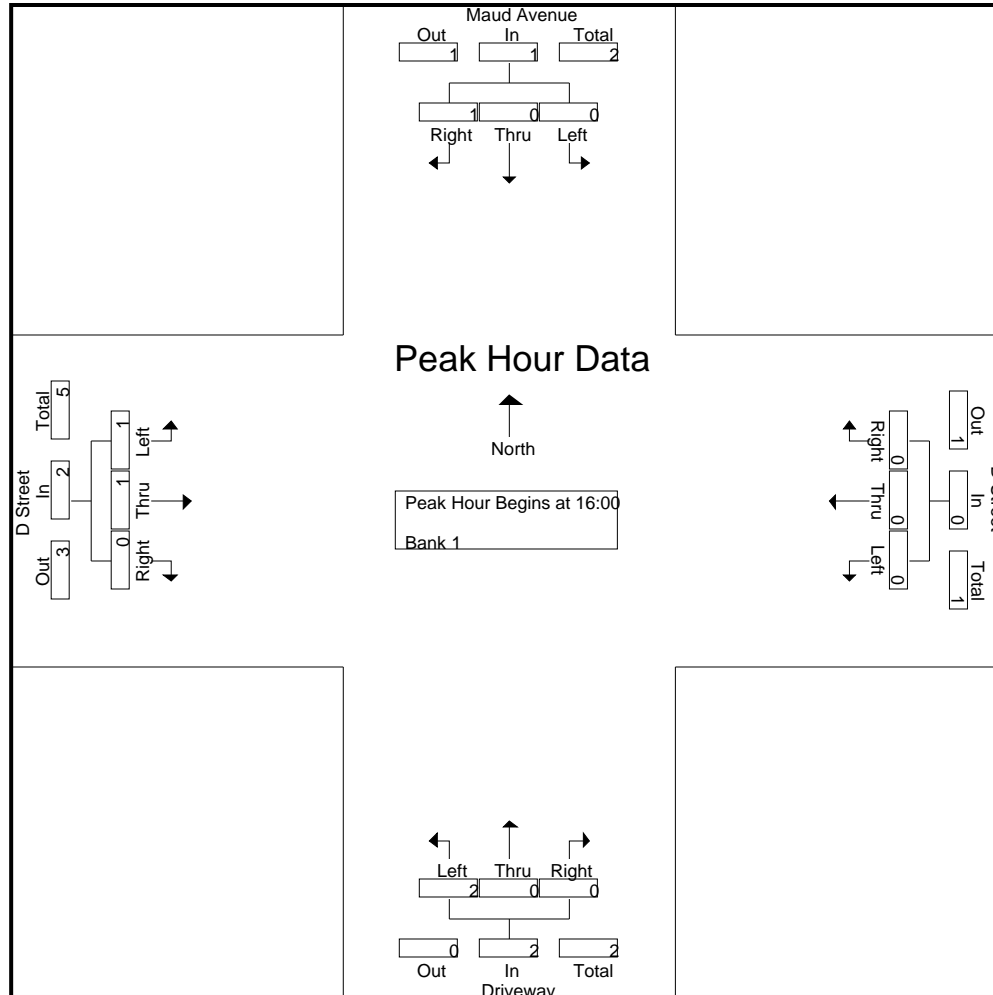 Maud Avenue
Out In Total
1 1 2
1 0 0
Right Thru Left
Peak Hour Data
North
Peak Hour Begins at 16:00
Bank 1
D Street
Total In Out
5 2 3
1 1 0
Left Thru Right
Right Thru Left
0 0 0
Out In Total
1 0 1
Left Thru Right
2 0 0
0 2 2
Out In Total
Driveway